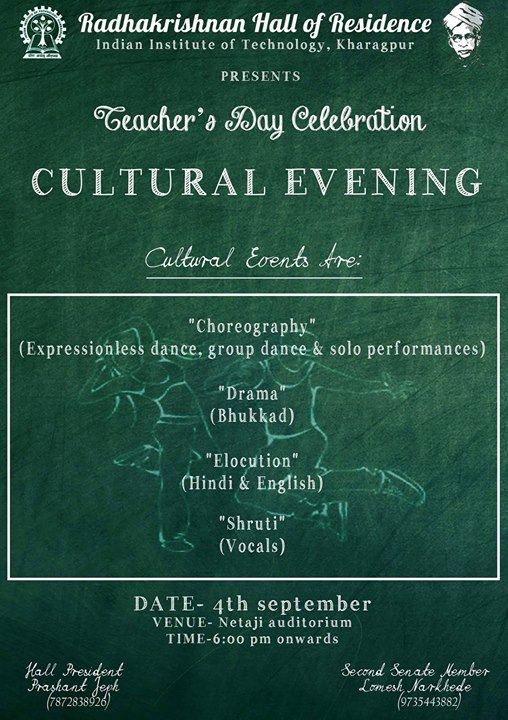 Radhakrishnan Hall of Residence
Indian Institute of Technology, Kharagpur
PRESENTS
Teacher's Day Celebration
CULTURAL EVENING
Cultural Events Are:
"Choreography"
(Expressionless dance, group dance & solo performances)
"Drama"
(Bhukkad)
"Elocution"
(Hindi & English)
"Shruti"
(Vocals)
DATE- 4th september
VENUE- Netaji auditorium
TIME-6:00 pm onwards
Hall President
Prashant Jeph
(7872838926)
Second Senate Member
Lomesh Narkhede
(9735443882)